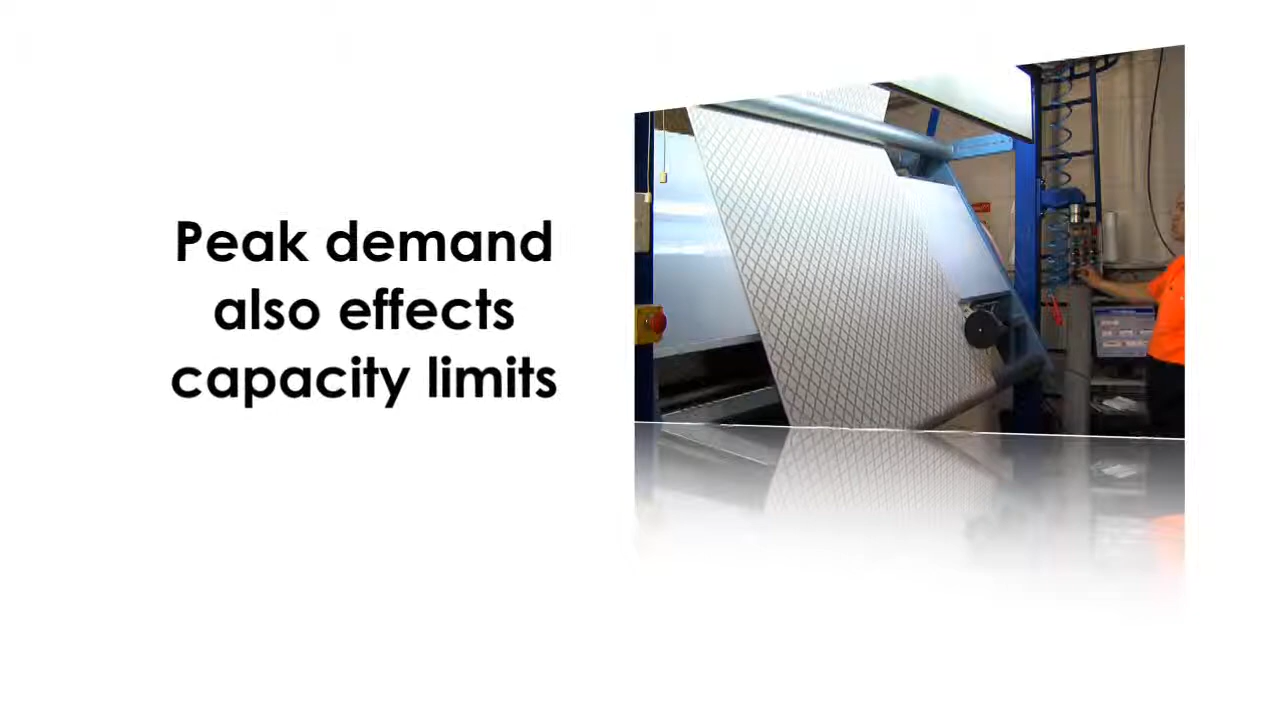 Peak demand
also effects
capacity limits